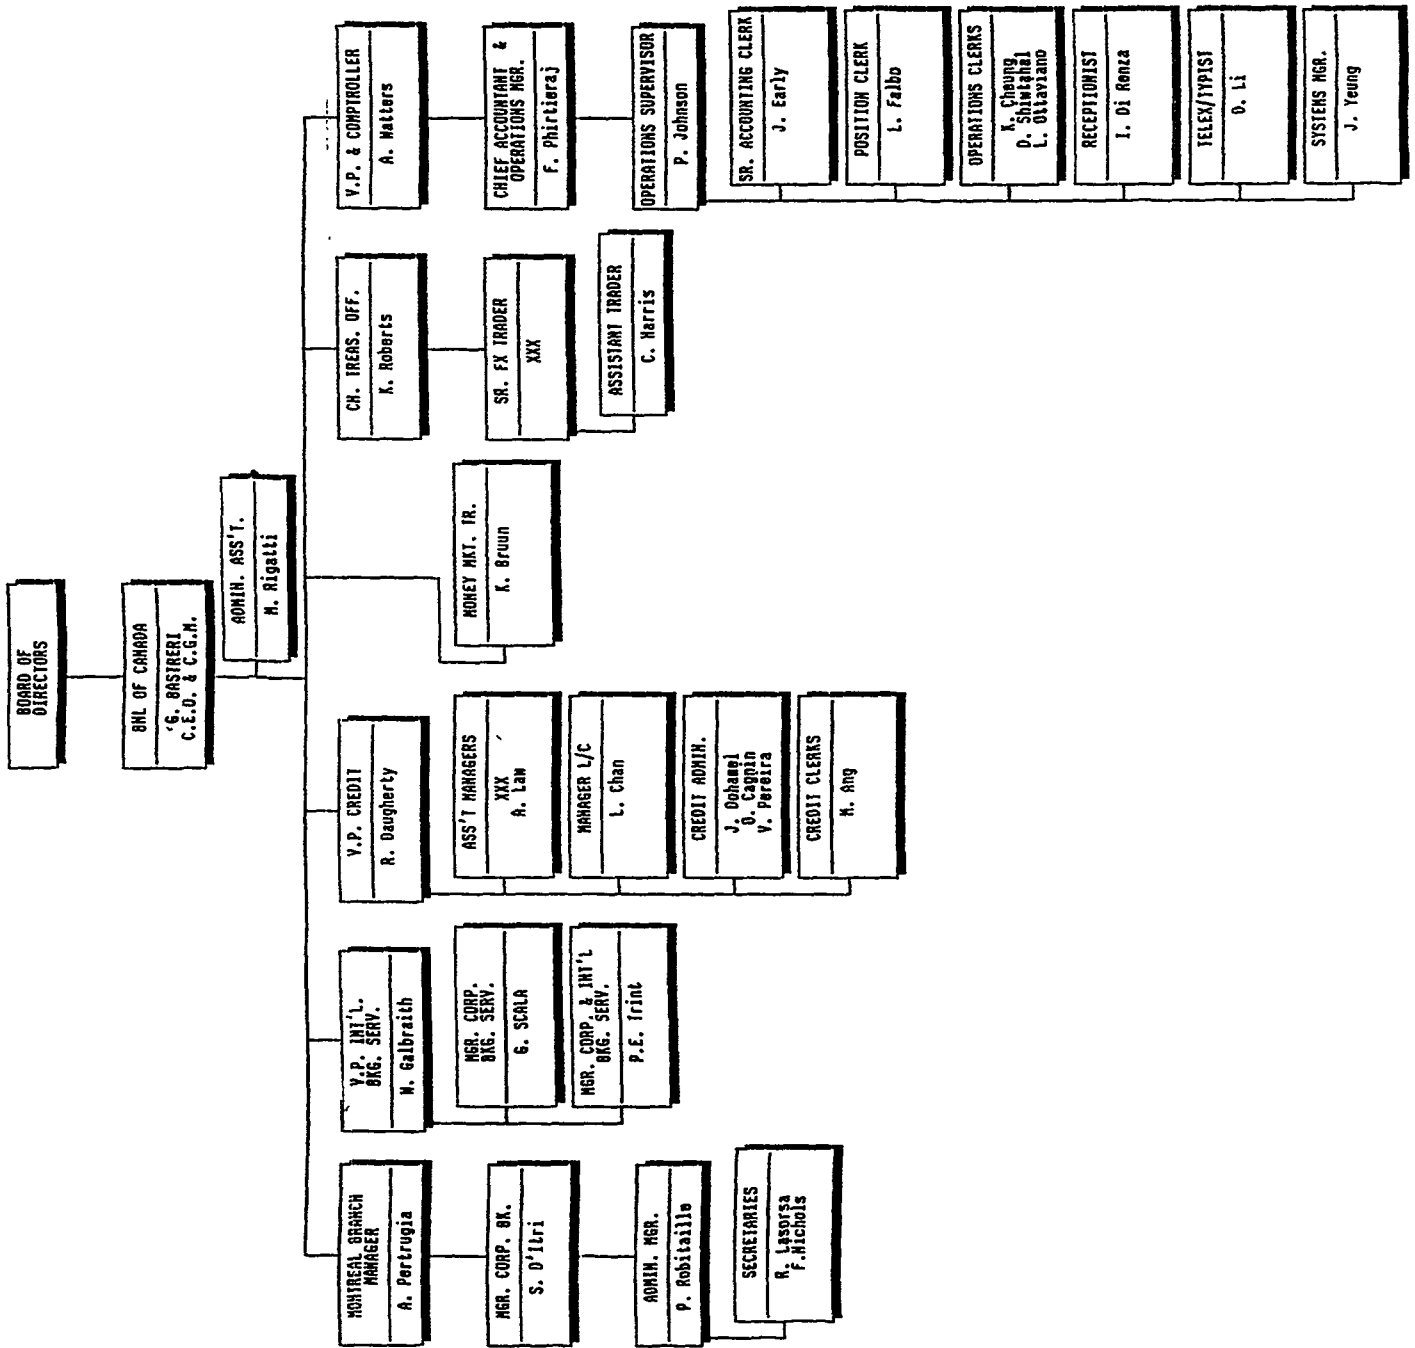 BOARD OF
DIRECTORS
BNL OF CANADA
G. BASTRERI
C.E.O. & C.G.M.
ADMIN. ASS'T.
M. Rigatti
MONTREAL BRANCH
MANAGER
A. Pertrugia
MGR. CORP. BK.
S. D'Itri
ADMIN. MGR.
P. Robitaille
SECRETARIES
R. Lasorsa
F.Nichols
V.P. INT'L.
BKG. SERV.
W. Galbraith
MGR. CORP.
BKG. SERV.
G. SCALA
MGR. CORP. & INT'L
BKG. SERV.
P.E. Trint
V.P. CREDIT
R. Daugherty
ASS'T MANAGERS
XXX
A. Law
MANAGER L/C
L. Chan
CREDIT ADMIN.
J. Dohamel
O. Cagnin
V. Pereira
CREDIT CLERKS
M. Ang
MONEY MKT. TR.
K. Bruun
CH. TREAS. OFF.
K. Roberts
SR. FX TRADER
XXX
ASSISTANT TRADER
C. Harris
V.P. & COMPTROLLER
A. Watters
CHIEF ACCOUNTANT &
OPERATIONS MGR.
F. Phirtieraj
OPERATIONS SUPERVISOR
P. Johnson
SR. ACCOUNTING CLERK
J. Early
POSITION CLERK
L. Falbo
OPERATIONS CLERKS
K. Cheung
D. Shiwtahal
L. Ottaviano
RECEPTIONIST
I. Di Renza
TELEX/TYPIST
O. Li
SYSTEMS MGR.
J. Yeung